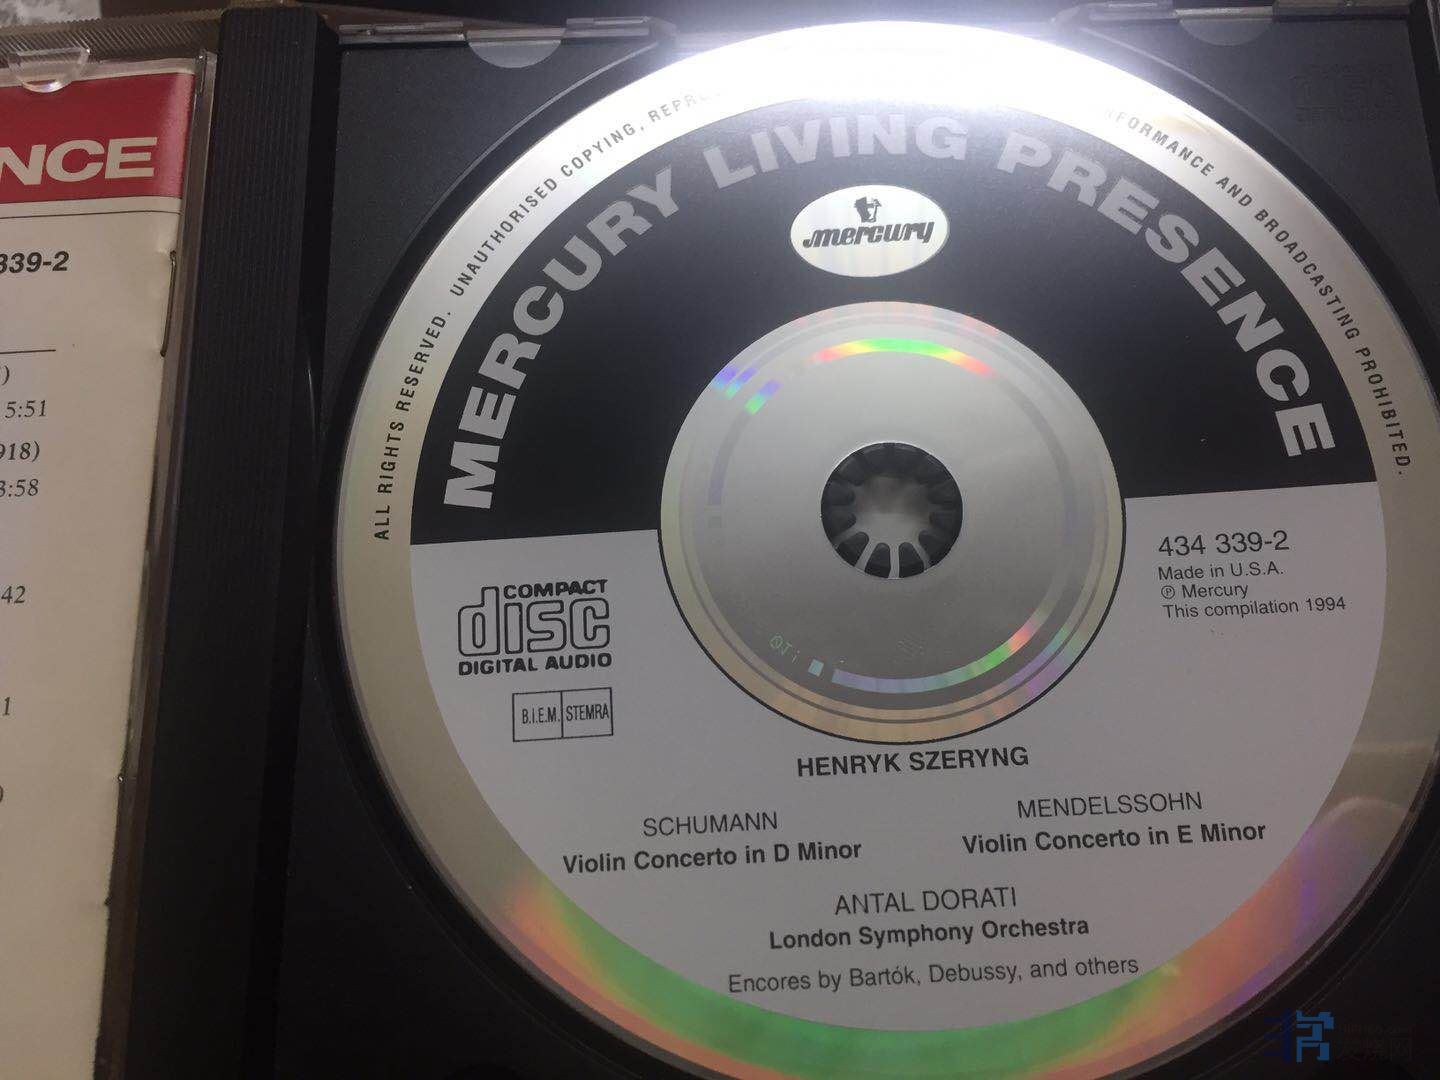 NCE
339-2
5:51
918)
3:58
42
1
ALL RIGHTS RESERVED. UNAUTHORISED COPYING, REPR
FORMANCE AND BROADCASTING PROHIBITED.
MERCURY LIVING PRESENCE
mercury
COMPACT
disc
DIGITAL AUDIO
B.I.E.M. STEMRA
434 339-2
Made in U.S.A.
℗ Mercury
This compilation 1994
HENRYK SZERYNG
SCHUMANN
Violin Concerto in D Minor
MENDELSSOHN
Violin Concerto in E Minor
ANTAL DORATI
London Symphony Orchestra
Encores by Bartók, Debussy, and others